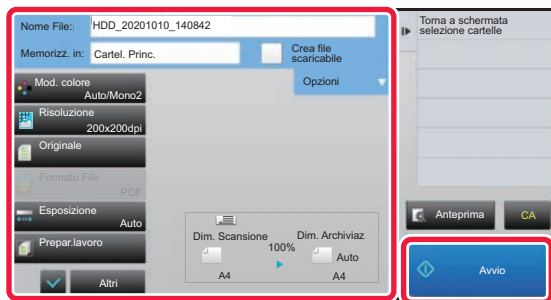 Nome File:
HDD_20201010_140842
Memorizz. in:
Cartel. Princ.
Crea file
scaricabile
Opzioni
Mod. colore
Auto/Mono2
Risoluzione
200x200dpi
Originale
Formato File
PDF
Esposizione
Auto
Prepar.lavoro
Altri
Dim. Scansione
100%
Dim. Archiviaz
Auto
A4
A4
Torna a schermata
selezione cartelle
Anteprima
CA
Avvio